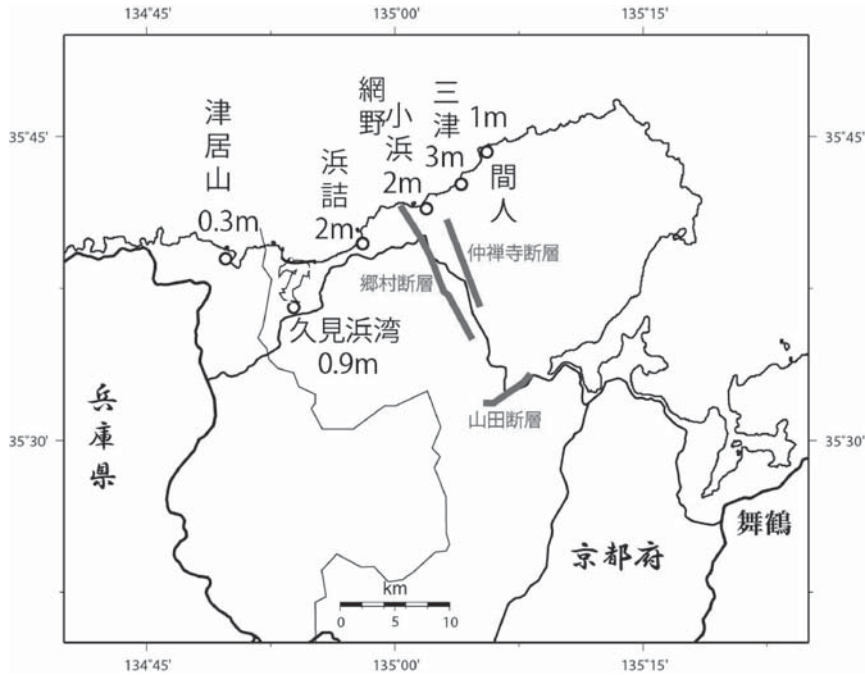 134°45'
135°00'
135°15'
35°45'
35°45'
津居山
0.3m
浜詰
2m
網野
小浜
2m
三津
3m
1m
間人
仲禅寺断層
郷村断層
久見浜湾
0.9m
山田断層
兵庫県
35°30'
35°30'
舞鶴
京都府
km
0 5 10
134°45'
135°00'
135°15'